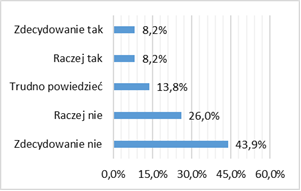 Zdecydowanie tak 8,2%
Raczej tak 8,2%
Trudno powiedzieć 13,8%
Raczej nie 26,0%
Zdecydowanie nie 43,9%
0,0% 15,0% 30,0% 45,0% 60,0%